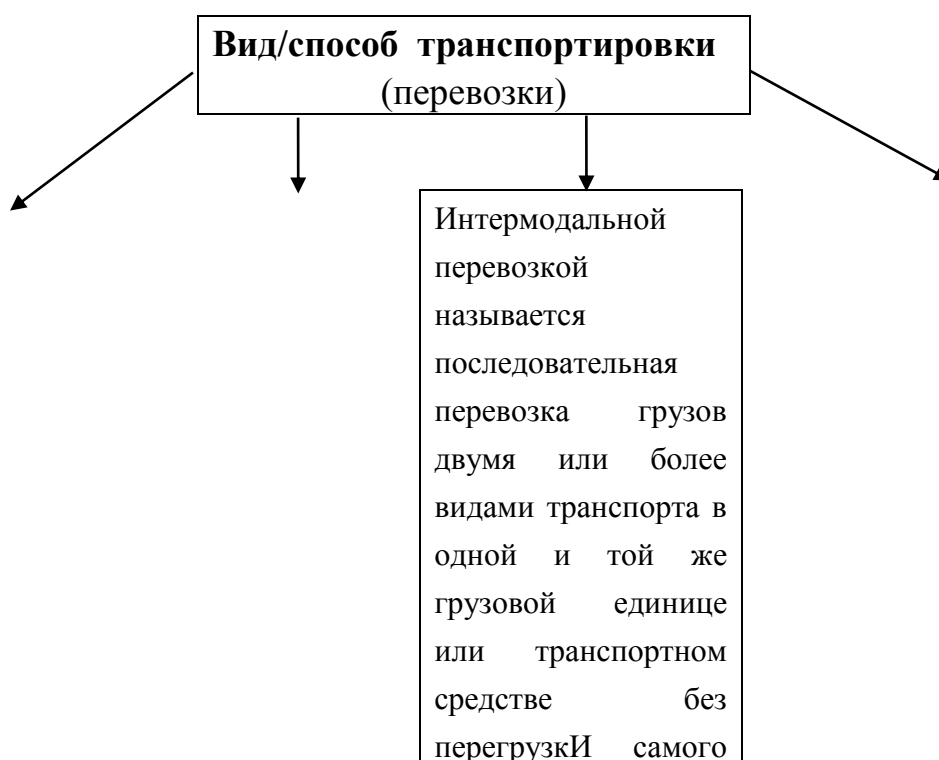 Вид/способ транспортировки
(перевозки)
Интермодальной
перевозкой
называется
последовательная
перевозка грузов
двумя или более
видами транспорта в
одной и той же
грузовой единице
или транспортном
средстве без
перегрузкИ самого